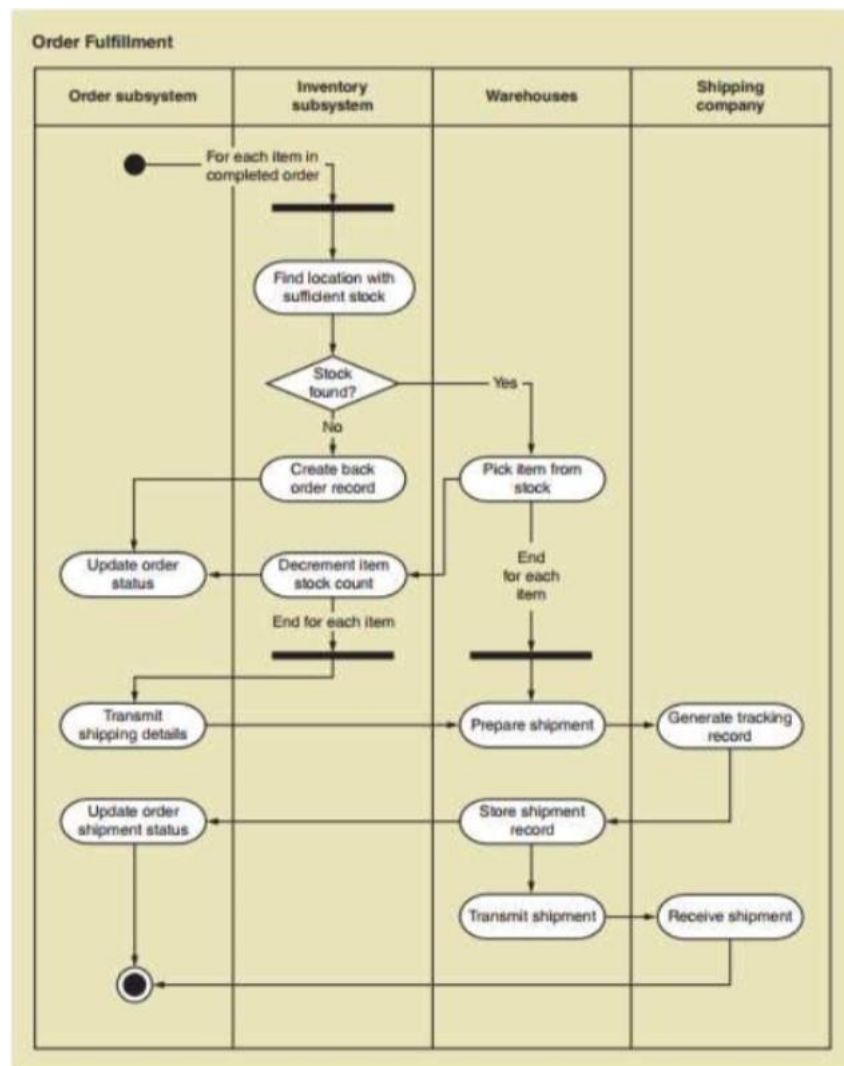 Order Fulfillment
Order subsystem
Inventory
subsystem
Warehouses
Shipping
company
For each item in
completed order
Find location with
sufficient stock
Stock
found?
Yes
No
Create back
order record
Pick item from
stock
Update order
status
Decrement item
stock count
End
for each
item
End for each item
Transmit
shipping details
Prepare shipment
Generate tracking
record
Update order
shipment status
Store shipment
record
Transmit shipment
Receive shipment